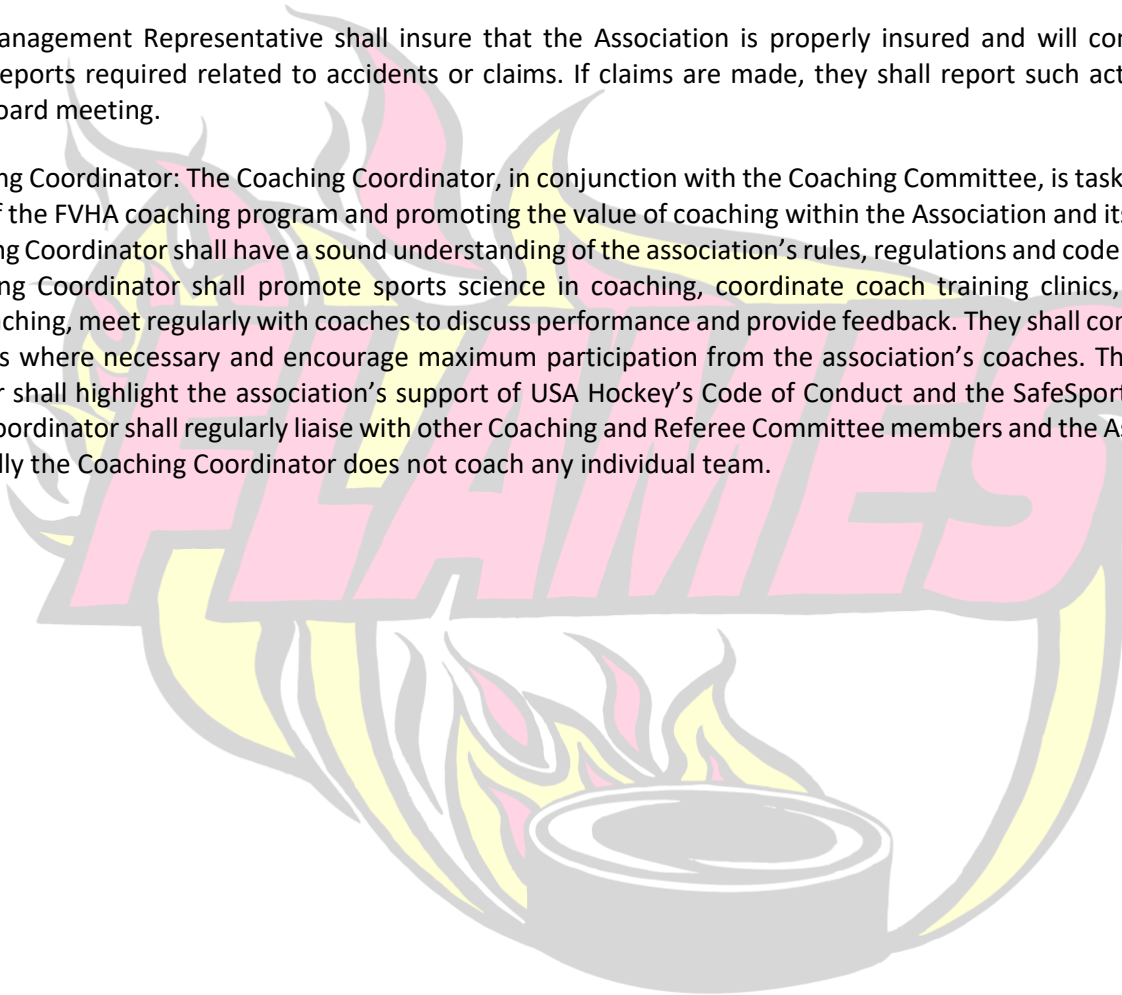 anagement Representative shall insure that the Association is properly insured and will con
eports required related to accidents or claims. If claims are made, they shall report such act
oard meeting.
ng Coordinator: The Coaching Coordinator, in conjunction with the Coaching Committee, is task
f the FVHA coaching program and promoting the value of coaching within the Association and its
ng Coordinator shall have a sound understanding of the association’s rules, regulations and code
ng Coordinator shall promote sports science in coaching, coordinate coach training clinics,
aching, meet regularly with coaches to discuss performance and provide feedback. They shall con
s where necessary and encourage maximum participation from the association’s coaches. Th
r shall highlight the association’s support of USA Hockey’s Code of Conduct and the SafeSport
oordinator shall regularly liaise with other Coaching and Referee Committee members and the As
lly the Coaching Coordinator does not coach any individual team.
FLAMES